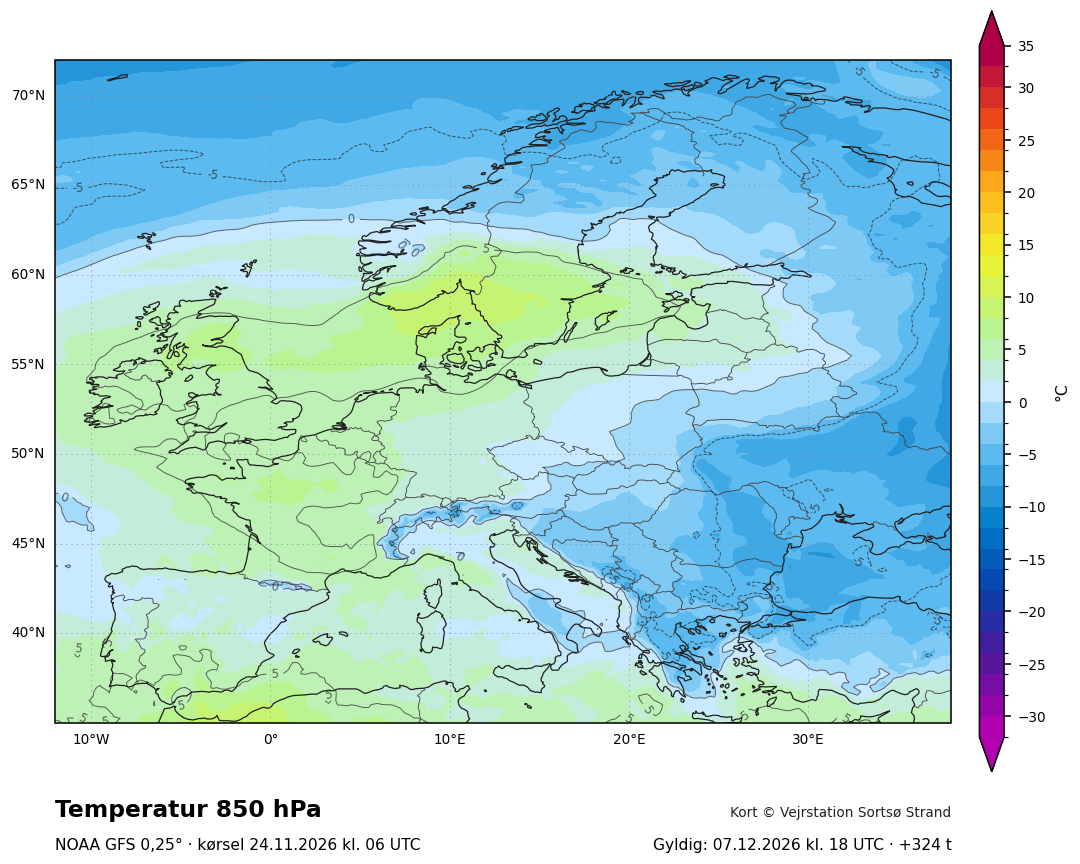 70°N
65°N
60°N
55°N
50°N
45°N
40°N
10°W
0°
10°E
20°E
30°E
35
30
25
20
15
10
5
0
−5
−10
−15
−20
−25
−30
°C
Temperatur 850 hPa
Kort © Vejrstation Sortsø Strand
NOAA GFS 0,25° · kørsel 24.11.2026 kl. 06 UTC
Gyldig: 07.12.2026 kl. 18 UTC · +324 t